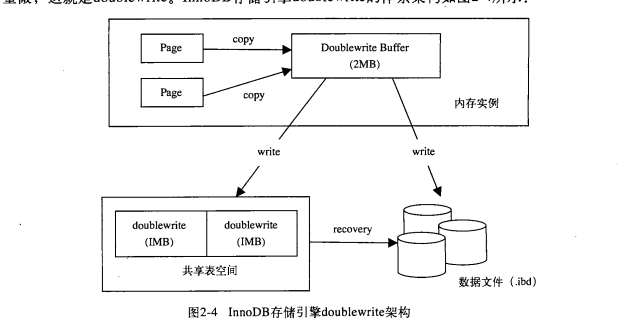 重做,这就是doublewrite。InnoDB存储引擎doublewrite的体系架构如图2-4所示:
copy
Page
Doublewrite Buffer
(2MB)
Page
copy
内存实例
write
write
doublewrite
(IMB)
doublewrite
(IMB)
recovery
共享表空间
数据文件(.ibd)
图2-4 InnoDB存储引擎doublewrite架构